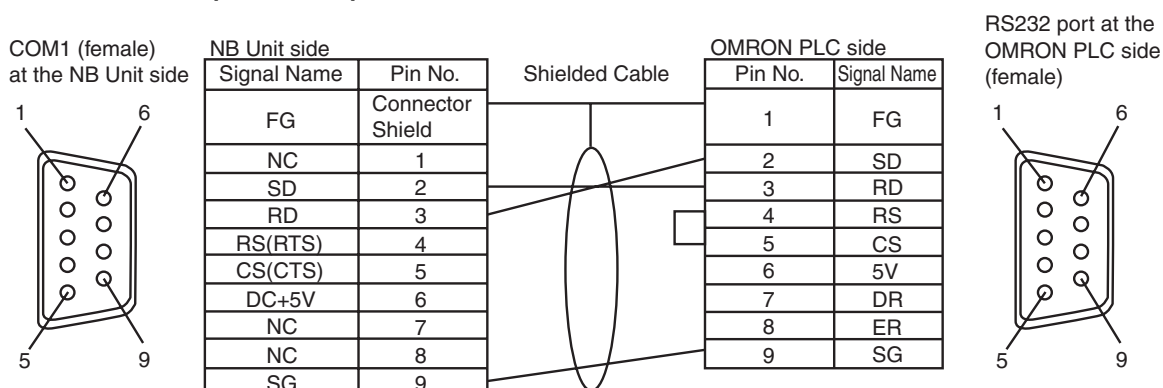 COM1 (female)
at the NB Unit side
1 6
5 9
NB Unit side
Signal Name Pin No.
FG Connector Shield
NC 1
SD 2
RD 3
RS(RTS) 4
CS(CTS) 5
DC+5V 6
NC 7
NC 8
SG 9
Shielded Cable
OMRON PLC side
Pin No. Signal Name
1 FG
2 SD
3 RD
4 RS
5 CS
6 5V
7 DR
8 ER
9 SG
RS232 port at the
OMRON PLC side
(female)
1 6
5 9